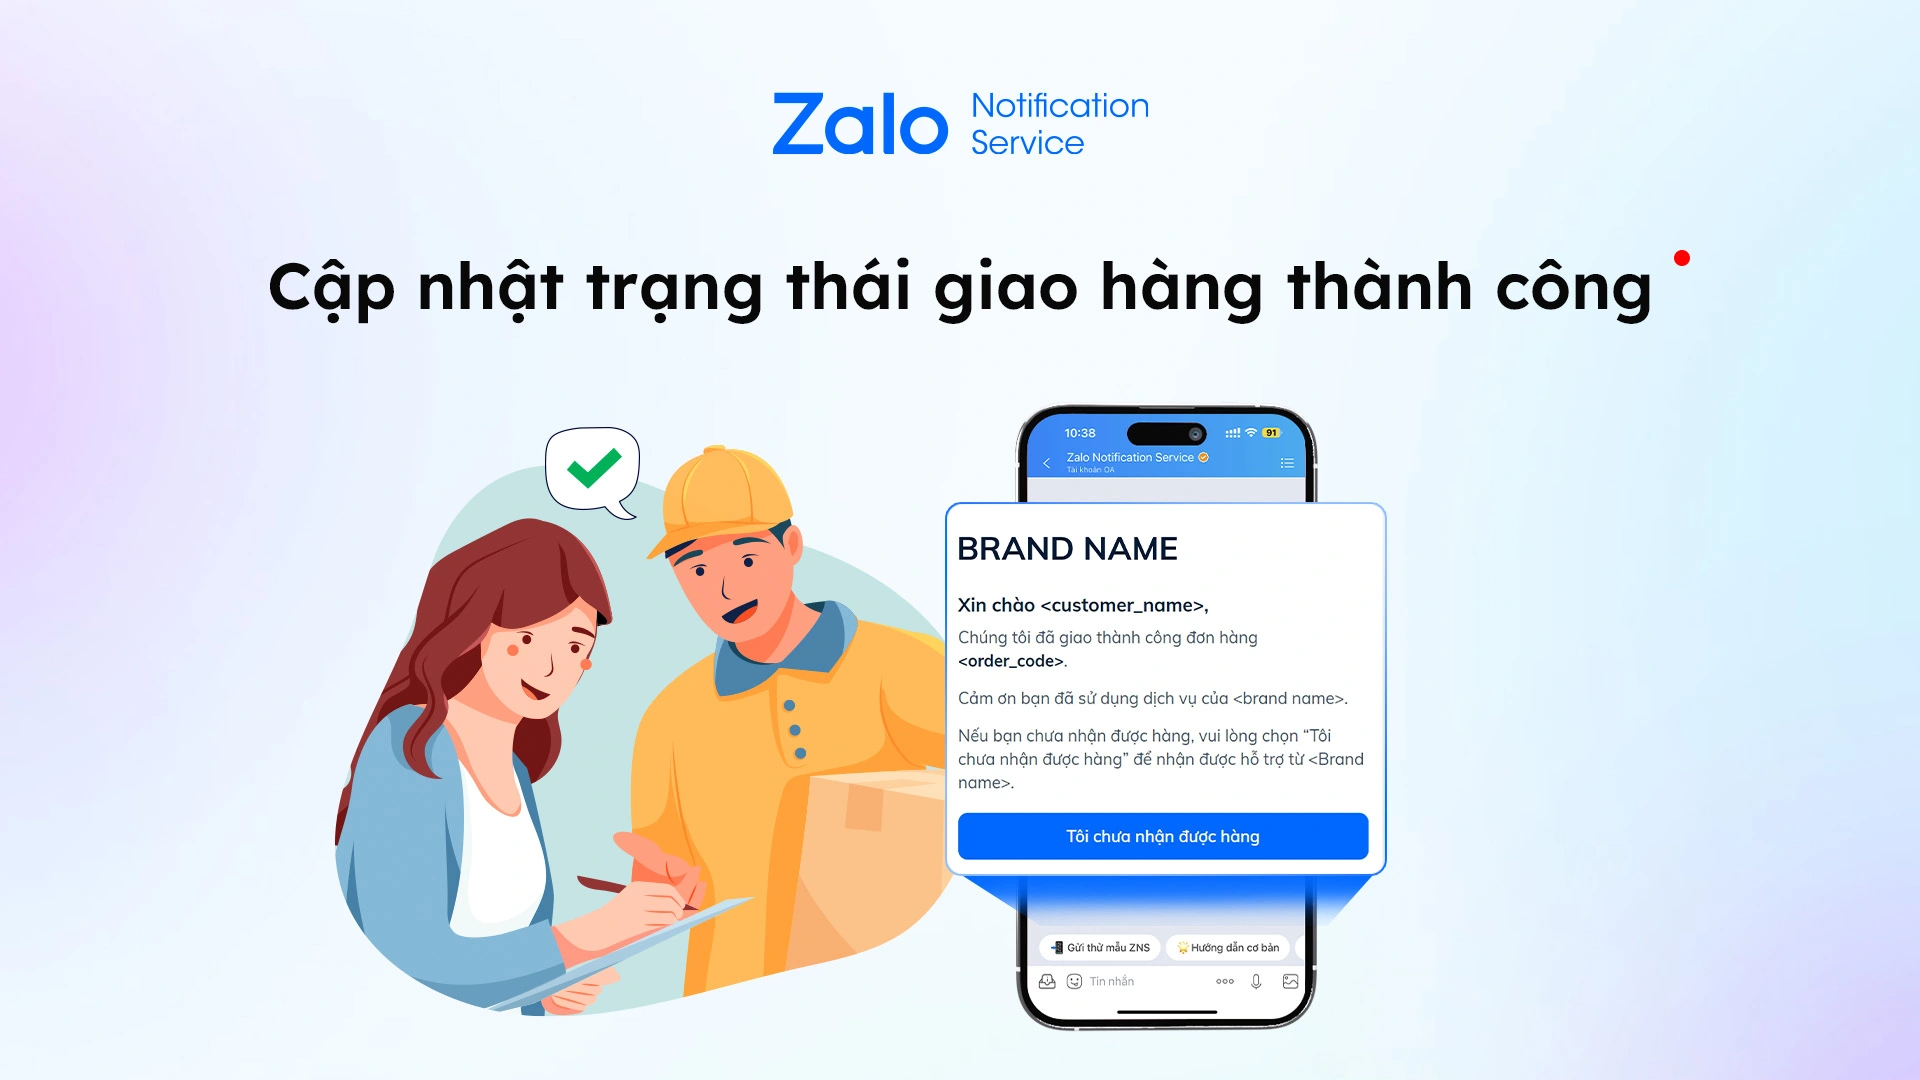 Zalo Notification
Service
Cập nhật trạng thái giao hàng thành công
10:38
91
Zalo Notification Service
Tài khoản OA
BRAND NAME
Xin chào <customer_name>,
Chúng tôi đã giao thành công đơn hàng
<order_code>.
Cảm ơn bạn đã sử dụng dịch vụ của <brand name>.
Nếu bạn chưa nhận được hàng, vui lòng chọn “Tôi
chưa nhận được hàng” để nhận được hỗ trợ từ <Brand
name>.
Tôi chưa nhận được hàng
Gửi thử mẫu ZNS
Hướng dẫn cơ bản
Tin nhắn